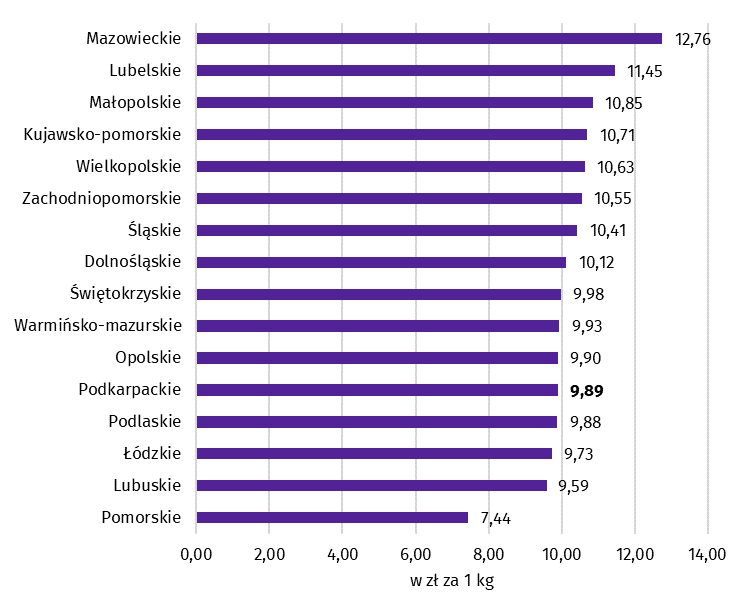 Mazowieckie 12,76
Lubelskie 11,45
Małopolskie 10,85
Kujawsko-pomorskie 10,71
Wielkopolskie 10,63
Zachodniopomorskie 10,55
Śląskie 10,41
Dolnośląskie 10,12
Świętokrzyskie 9,98
Warmińsko-mazurskie 9,93
Opolskie 9,90
Podkarpackie 9,89
Podlaskie 9,88
Łódzkie 9,73
Lubuskie 9,59
Pomorskie 7,44
0,00 2,00 4,00 6,00 8,00 10,00 12,00 14,00
w zł za 1 kg